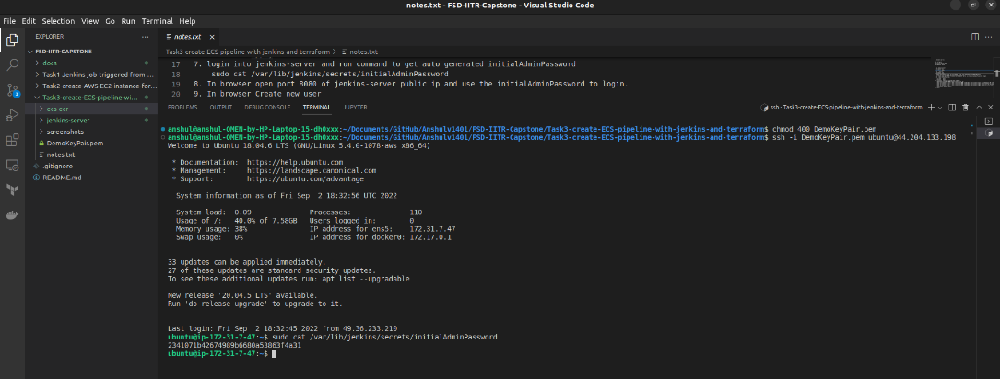 notes.txt - FSD-IITR-Capstone - Visual Studio Code
File Edit Selection View Go Run Terminal Help
EXPLORER
FSD-IITR-CAPSTONE
docs
Task1-Jenkins-job-triggered-from-...
Task2-create-AWS-EC2-instance-for...
Task3-create-ECS-pipeline-wi...
ecs-ecr
jenkins-server
screenshots
DemoKeyPair.pem
notes.txt
.gitignore
README.md
notes.txt
Task3-create-ECS-pipeline-with-jenkins-and-terraform > notes.txt
17 7. login into jenkins-server and run command to get auto generated initialAdminPassword
18 sudo cat /var/lib/jenkins/secrets/initialAdminPassword
19 8. In browser open port 8080 of jenkins-server public ip and use the initialAdminPassword to login.
20 9. In browser Create new user
PROBLEMS OUTPUT DEBUG CONSOLE TERMINAL JUPYTER
ssh - Task3-create-ECS-pipeline-with-jenkins-and-terraform
anshul@anshul-OMEN-by-HP-Laptop-15-dh0xxx:~/Documents/GitHub/Anshulv1401/FSD-IITR-Capstone/Task3-create-ECS-pipeline-with-jenkins-and-terraform$ chmod 400 DemoKeyPair.pem
anshul@anshul-OMEN-by-HP-Laptop-15-dh0xxx:~/Documents/GitHub/Anshulv1401/FSD-IITR-Capstone/Task3-create-ECS-pipeline-with-jenkins-and-terraform$ ssh -i DemoKeyPair.pem ubuntu@44.204.133.198
Welcome to Ubuntu 18.04.6 LTS (GNU/Linux 5.4.0-1078-aws x86_64)
* Documentation: https://help.ubuntu.com
* Management: https://landscape.canonical.com
* Support: https://ubuntu.com/advantage
System information as of Fri Sep 2 18:32:56 UTC 2022
System load: 0.09 Processes: 110
Usage of /: 40.0% of 7.58GB Users logged in: 0
Memory usage: 38% IP address for ens5: 172.31.7.47
Swap usage: 0% IP address for docker0: 172.17.0.1
33 updates can be applied immediately.
27 of these updates are standard security updates.
To see these additional updates run: apt list --upgradable
New release '20.04.5 LTS' available.
Run 'do-release-upgrade' to upgrade to it.
Last login: Fri Sep 2 18:32:45 2022 from 49.36.233.210
ubuntu@ip-172-31-7-47:~$ sudo cat /var/lib/jenkins/secrets/initialAdminPassword
2341071b42674989b6680a53863f4a31
ubuntu@ip-172-31-7-47:~$